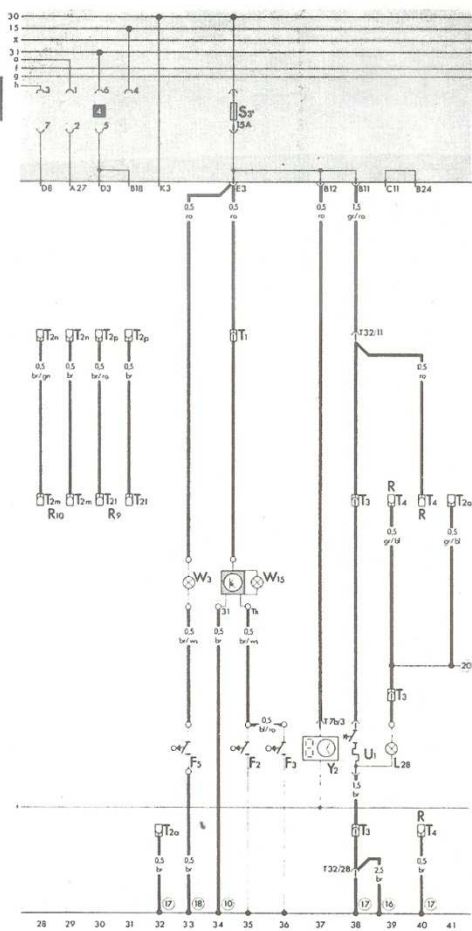 30
15
x
31
a
f
g
h
3 1 6 4
4
S3'
15A
7 2 5
D8 A27 D3 B18 K3 E3 B12 B11 C11 B24
0,5 ro
0,5 ro
0,5 ro
1,5 gr/ro
T2n T2n T2p T2p
T1
T32/11
0,5 br/gn
0,5 br
0,5 br/ro
0,5 br
0,5 ro
R
T2m T2m T2l T2l
R10 R9
T3 T4 T4 T2a
R
0,5 gr/bl
0,5 gr/bl
W3 k W15
31 Th
0,5 br/ws
0,5 br
0,5 br/ws
20
T3
0,5 bl/ro
T7b/3
F5 F2 F3 Y2 U1 L28
1,5 br
R
T2a T3 T4
T32/28
0,5 br
0,5 br
0,5 br
2,5 br
0,5 br
17 18 10 17 16 17
28 29 30 31 32 33 34 35 36 37 38 39 40 41